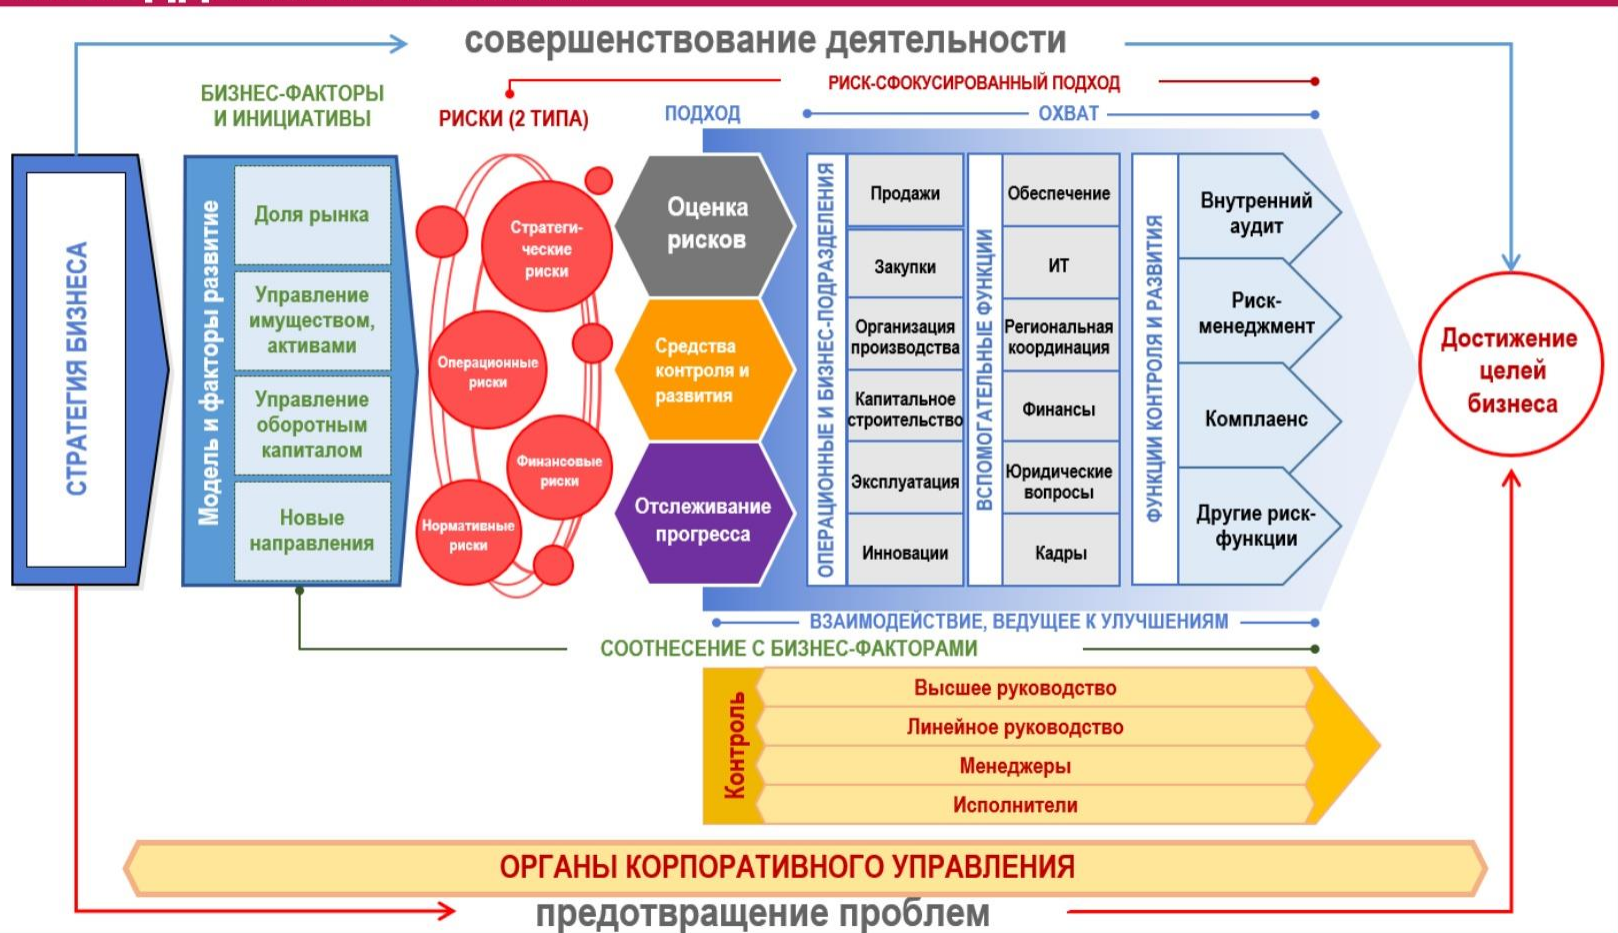 совершенствование деятельности
РИСК-СФОКУСИРОВАННЫЙ ПОДХОД
БИЗНЕС-ФАКТОРЫ
И ИНИЦИАТИВЫ
РИСКИ (2 ТИПА)
ПОДХОД
ОХВАТ
СТРАТЕГИЯ БИЗНЕСА
Модель и факторы развитие
Доля рынка
Управление
имуществом,
активами
Управление
оборотным
капиталом
Новые
направления
Стратеги-
ческие
риски
Операционные
риски
Финансовые
риски
Нормативные
риски
Оценка
рисков
Средства
контроля и
развития
Отслеживание
прогресса
ОПЕРАЦИОННЫЕ И БИЗНЕС-ПОДРАЗДЕЛЕНИЯ
Продажи
Закупки
Организация
производства
Капитальное
строительство
Эксплуатация
Инновации
ВСПОМОГАТЕЛЬНЫЕ ФУНКЦИИ
Обеспечение
ИТ
Региональная
координация
Финансы
Юридические
вопросы
Кадры
ФУНКЦИИ КОНТРОЛЯ И РАЗВИТИЯ
Внутренний
аудит
Риск-
менеджмент
Комплаенс
Другие риск-
функции
Достижение
целей
бизнеса
ВЗАИМОДЕЙСТВИЕ, ВЕДУЩЕЕ К УЛУЧШЕНИЯМ
СООТНЕСЕНИЕ С БИЗНЕС-ФАКТОРАМИ
Контроль
Высшее руководство
Линейное руководство
Менеджеры
Исполнители
ОРГАНЫ КОРПОРАТИВНОГО УПРАВЛЕНИЯ
предотвращение проблем